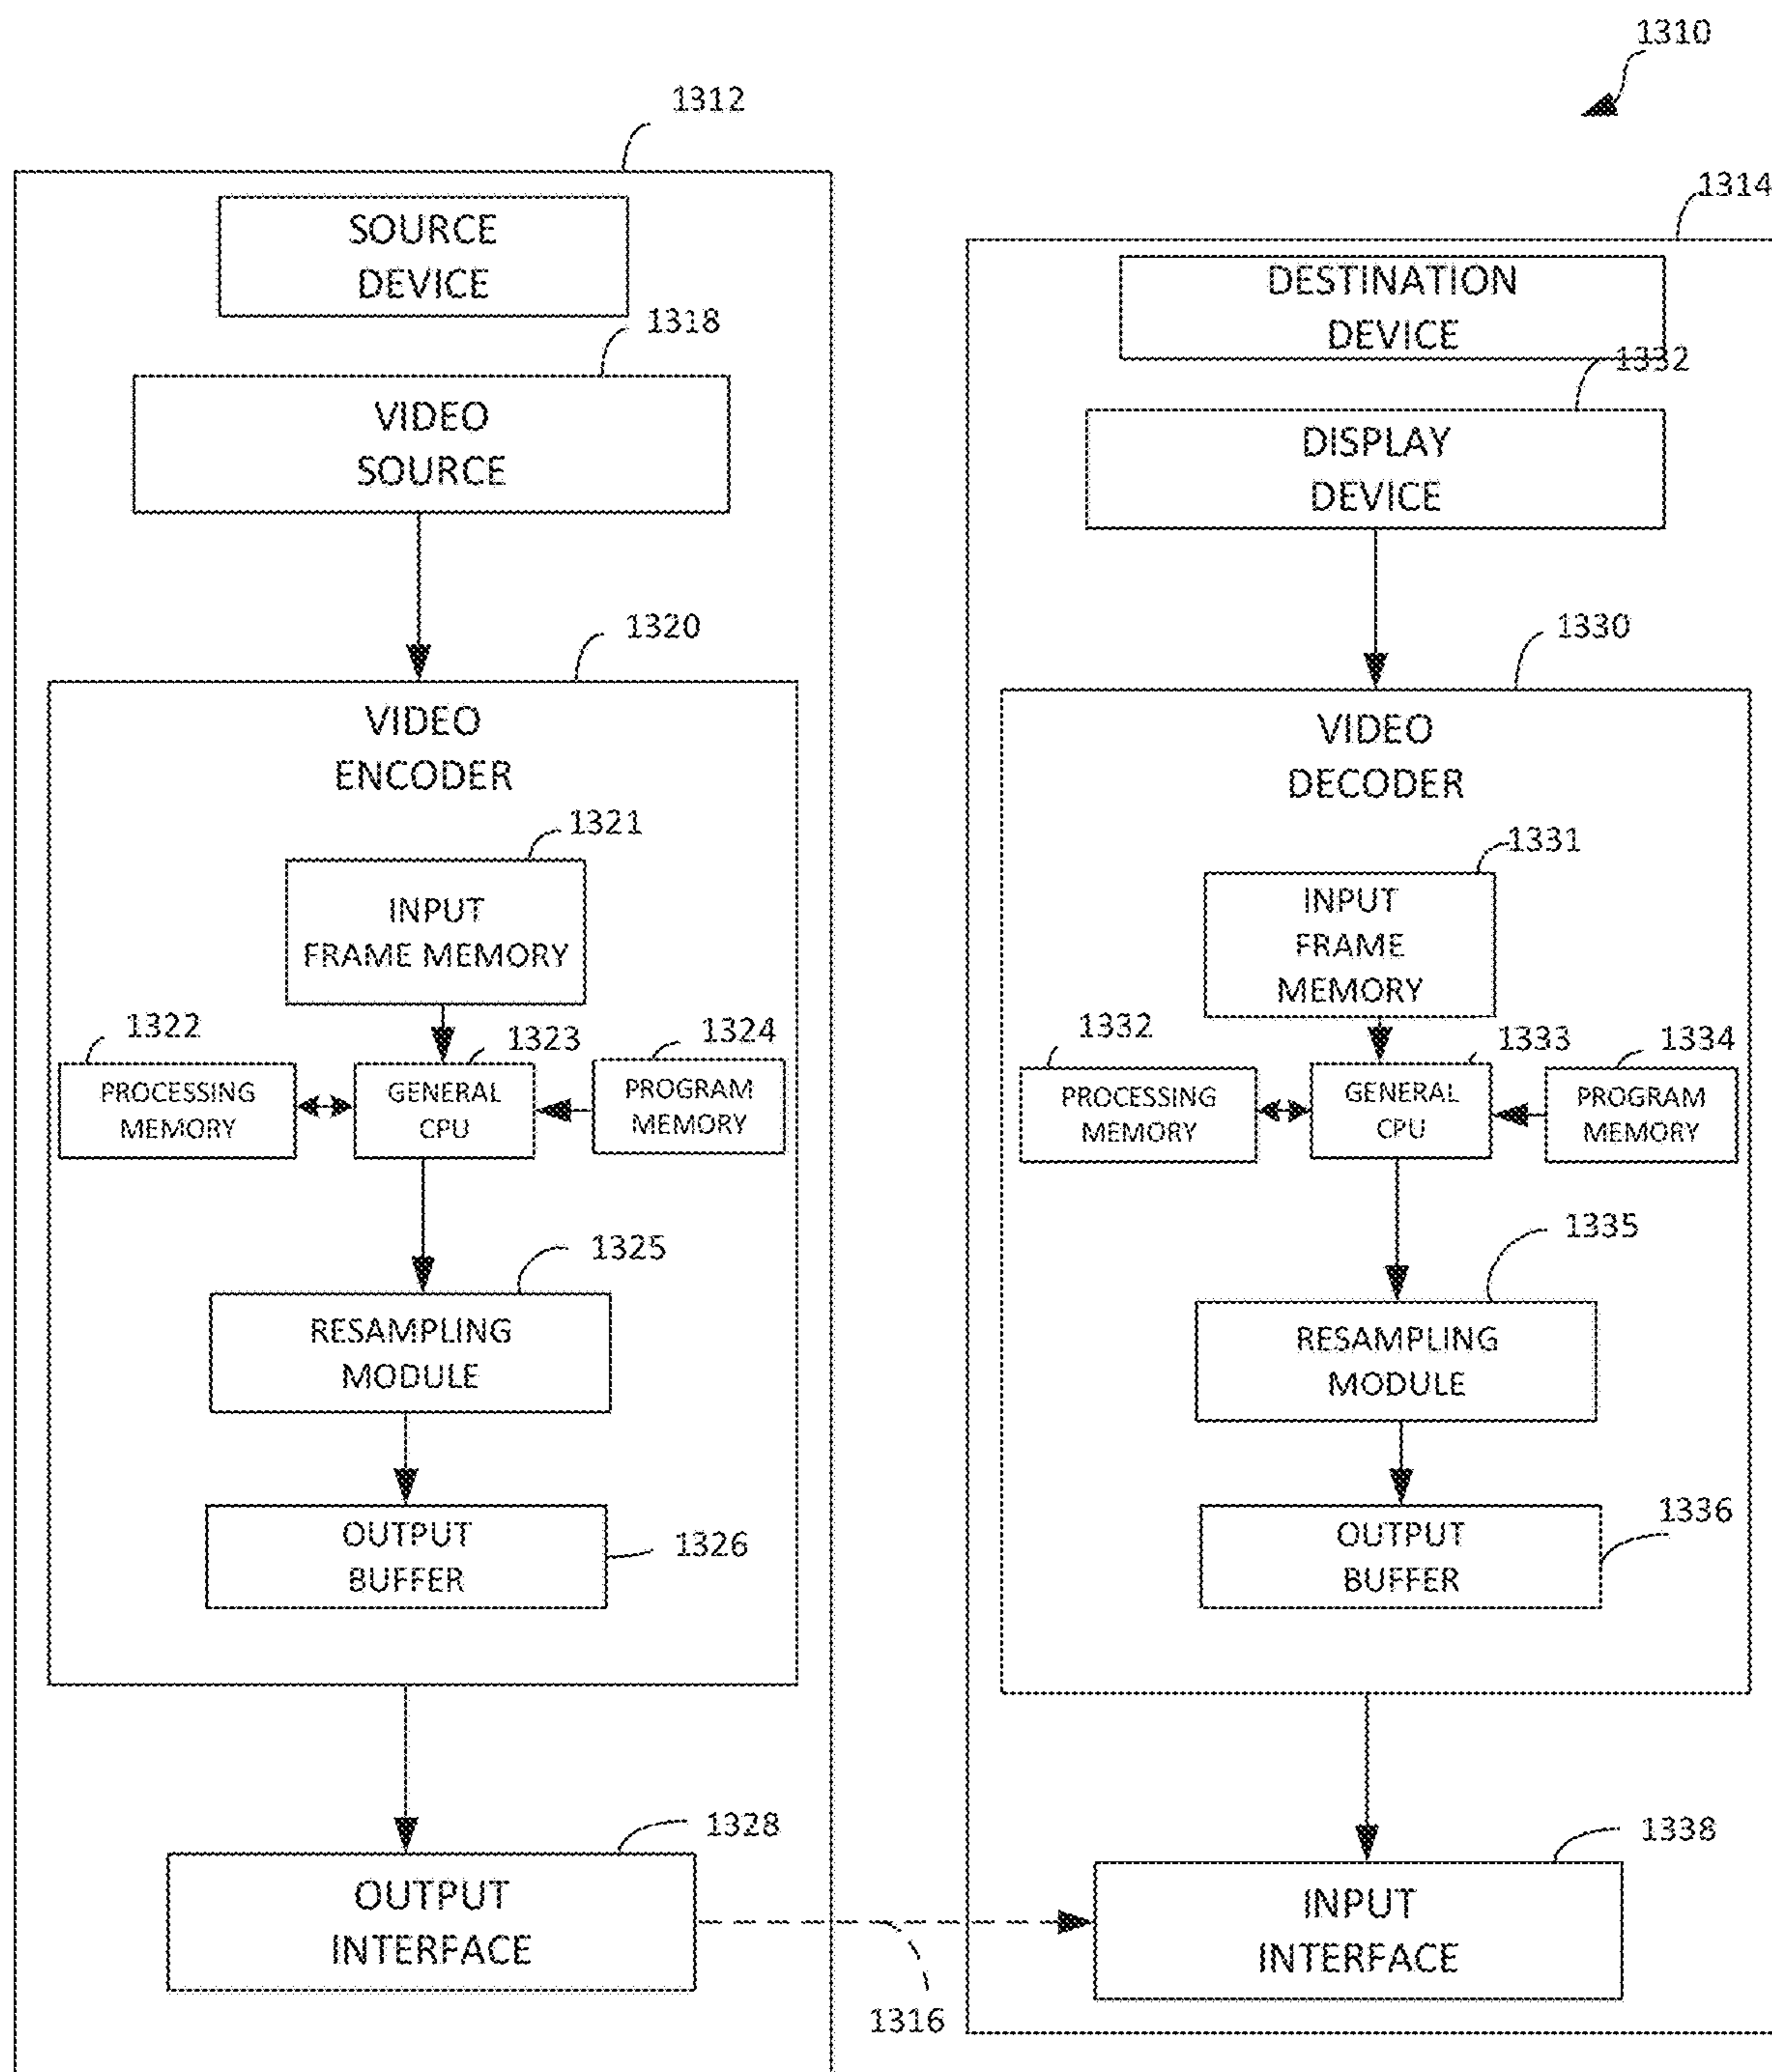 1310
1312
SOURCE
DEVICE
1318
VIDEO
SOURCE
1320
VIDEO
ENCODER
1321
INPUT
FRAME MEMORY
1322
1323
1324
PROCESSING
MEMORY
GENERAL
CPU
PROGRAM
MEMORY
1325
RESAMPLING
MODULE
OUTPUT
BUFFER
1326
1328
OUTPUT
INTERFACE
1316
1314
DESTINATION
DEVICE
1332
DISPLAY
DEVICE
1330
VIDEO
DECODER
1331
INPUT
FRAME
MEMORY
1332
1333
1334
PROCESSING
MEMORY
GENERAL
CPU
PROGRAM
MEMORY
1335
RESAMPLING
MODULE
1336
OUTPUT
BUFFER
1338
INPUT
INTERFACE